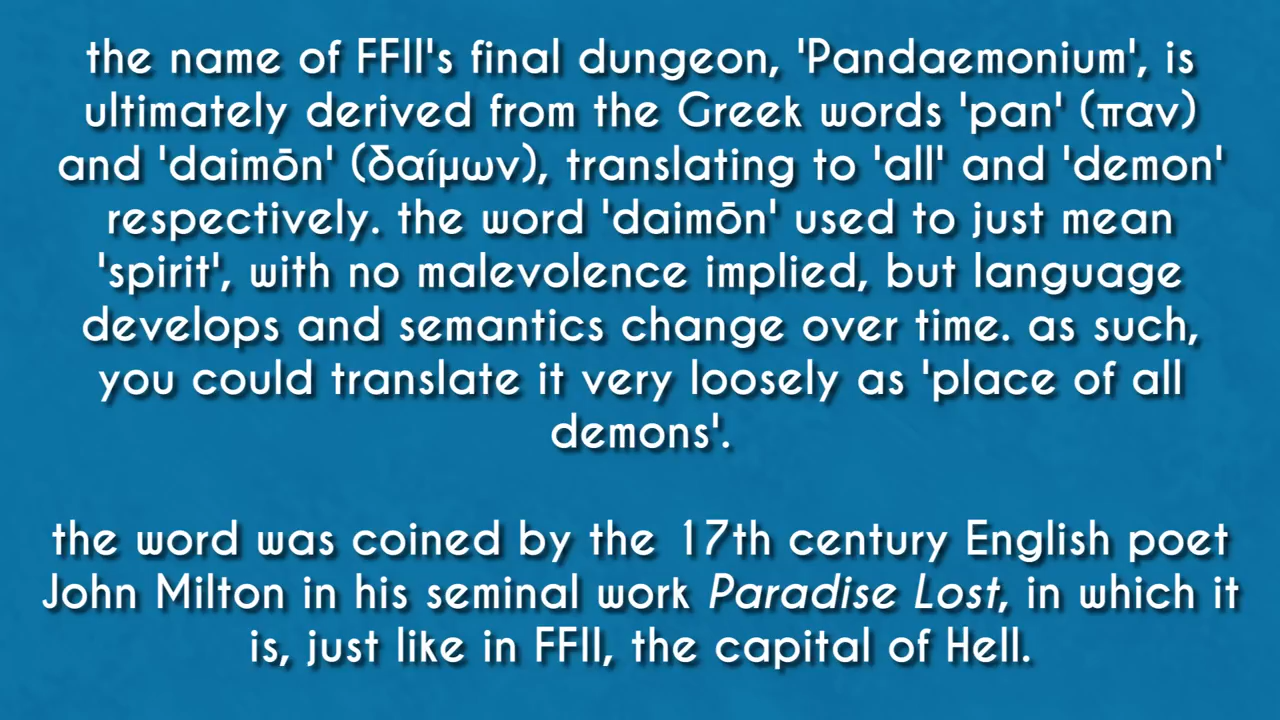 the name of FFII's final dungeon, 'Pandaemonium', is
ultimately derived from the Greek words 'pan' (παν)
and 'daimōn' (δαίμων), translating to 'all' and 'demon'
respectively. the word 'daimōn' used to just mean
'spirit', with no malevolence implied, but language
develops and semantics change over time. as such,
you could translate it very loosely as 'place of all
demons'.
the word was coined by the 17th century English poet
John Milton in his seminal work Paradise Lost, in which it
is, just like in FFII, the capital of Hell.